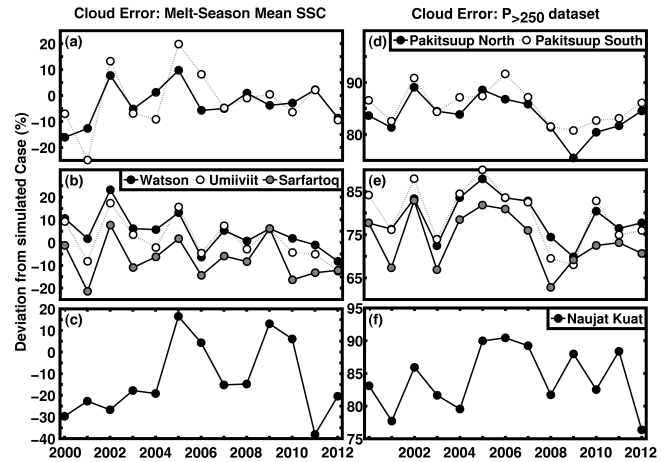 Cloud Error: Melt-Season Mean SSC
Cloud Error: P>250 dataset
Deviation from simulated Case (%)
(a)
20
10
0
-10
-20
(d)
Pakitsuup North
Pakitsuup South
90
80
(b)
Watson
Umiiviit
Sarfartoq
20
10
0
-10
-20
(e)
85
75
65
(c)
20
10
0
-10
-20
-30
-40
2000 2002 2004 2006 2008 2010 2012
(f)
Naujat Kuat
95
90
85
80
75
2002 2004 2006 2008 2010 2012